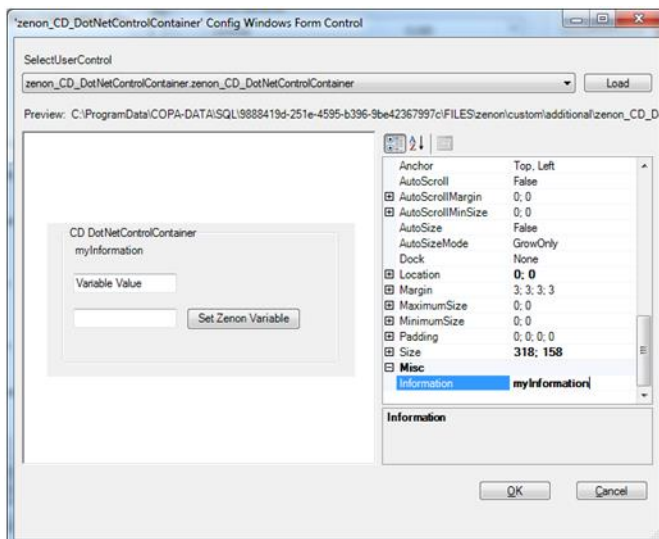 'zenon_CD_DotNetControlContainer' Config Windows Form Control
SelectUserControl
zenon_CD_DotNetControlContainer.zenon_CD_DotNetControlContainer
Load
Preview: C:\ProgramData\COPA-DATA\SQL\9888419d-251e-4595-b396-9be42367997c\FILES\zenon\custom\additional\zenon_CD_D
CD DotNetControlContainer
myInformation
Variable Value
Set Zenon Variable
Anchor Top, Left
AutoScroll False
AutoScrollMargin 0; 0
AutoScrollMinSize 0; 0
AutoSize False
AutoSizeMode GrowOnly
Dock None
Location 0; 0
Margin 3; 3; 3; 3
MaximumSize 0; 0
MinimumSize 0; 0
Padding 0; 0; 0; 0
Size 318; 158
Misc
Information myInformation
Information
OK Cancel